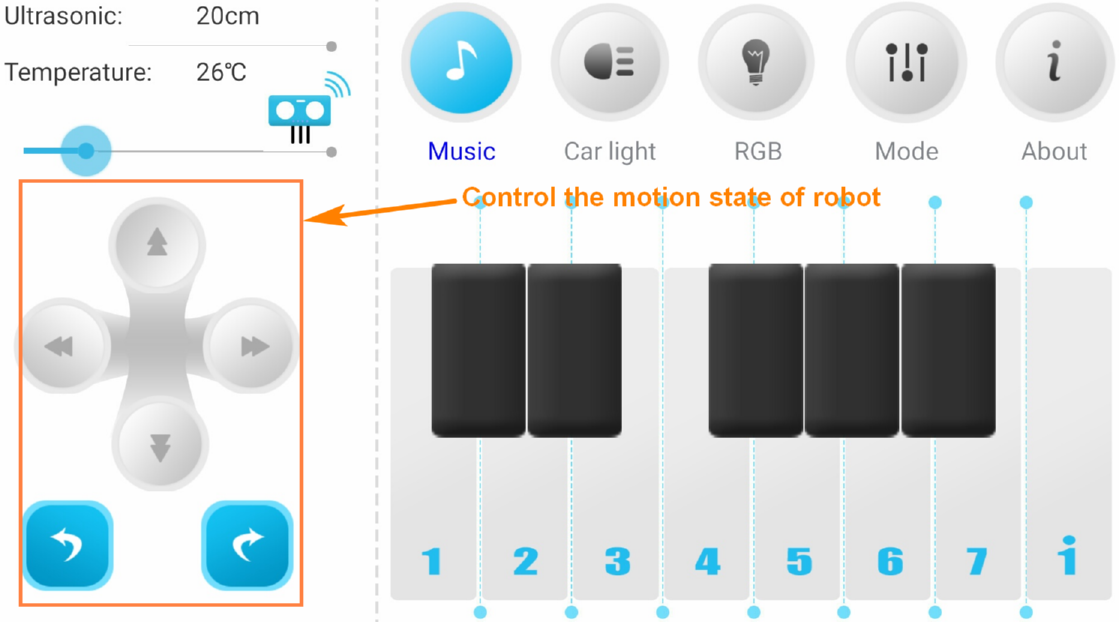 Ultrasonic: 20cm
Temperature: 26℃
Music Car light RGB Mode About
Control the motion state of robot
1 2 3 4 5 6 7 i